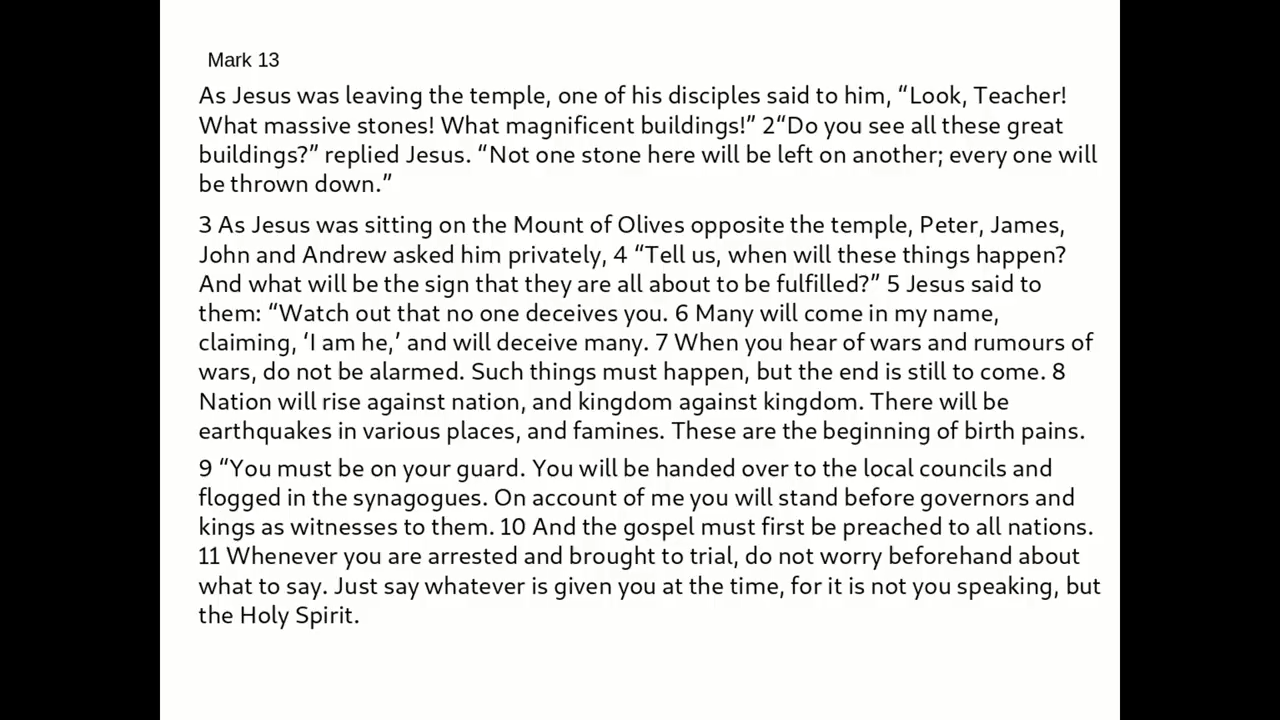 Mark 13
As Jesus was leaving the temple, one of his disciples said to him, “Look, Teacher!
What massive stones! What magnificent buildings!” 2“Do you see all these great
buildings?” replied Jesus. “Not one stone here will be left on another; every one will
be thrown down.”
3 As Jesus was sitting on the Mount of Olives opposite the temple, Peter, James,
John and Andrew asked him privately, 4 “Tell us, when will these things happen?
And what will be the sign that they are all about to be fulfilled?” 5 Jesus said to
them: “Watch out that no one deceives you. 6 Many will come in my name,
claiming, ‘I am he,’ and will deceive many. 7 When you hear of wars and rumours of
wars, do not be alarmed. Such things must happen, but the end is still to come. 8
Nation will rise against nation, and kingdom against kingdom. There will be
earthquakes in various places, and famines. These are the beginning of birth pains.
9 “You must be on your guard. You will be handed over to the local councils and
flogged in the synagogues. On account of me you will stand before governors and
kings as witnesses to them. 10 And the gospel must first be preached to all nations.
11 Whenever you are arrested and brought to trial, do not worry beforehand about
what to say. Just say whatever is given you at the time, for it is not you speaking, but
the Holy Spirit.